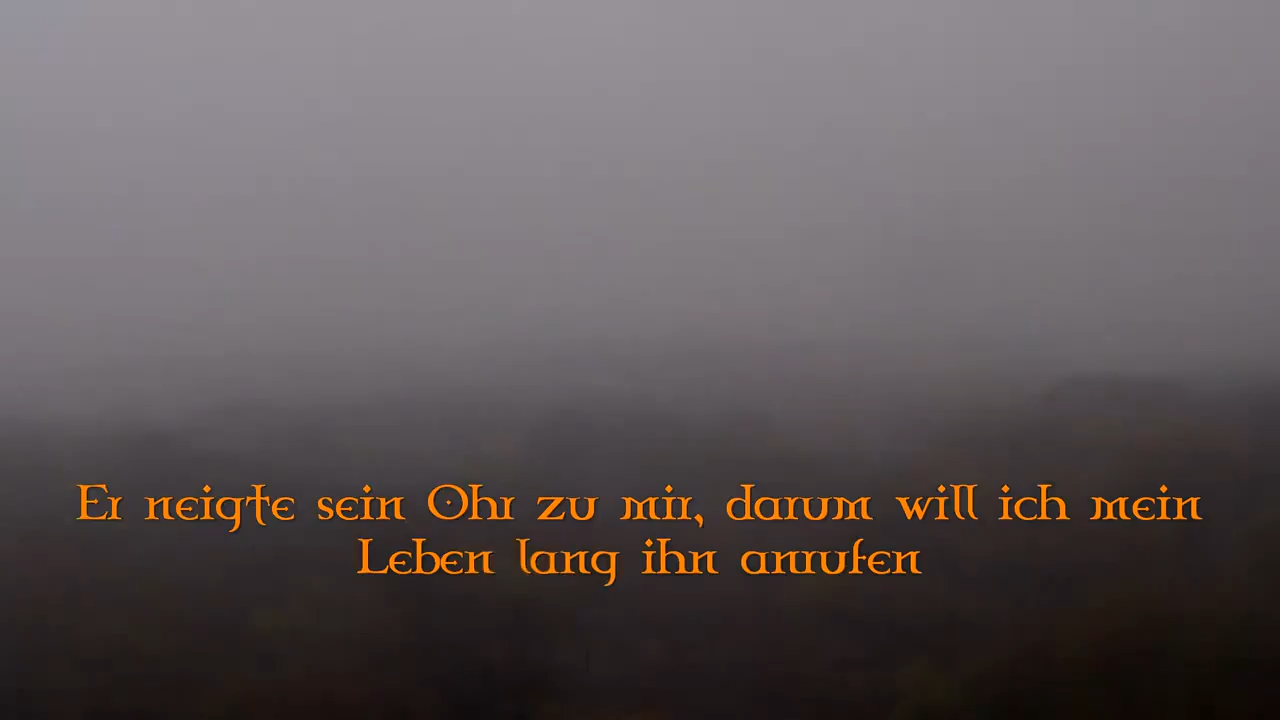 Er neigte sein Ohr zu mir, darum will ich mein
Leben lang ihn anrufen